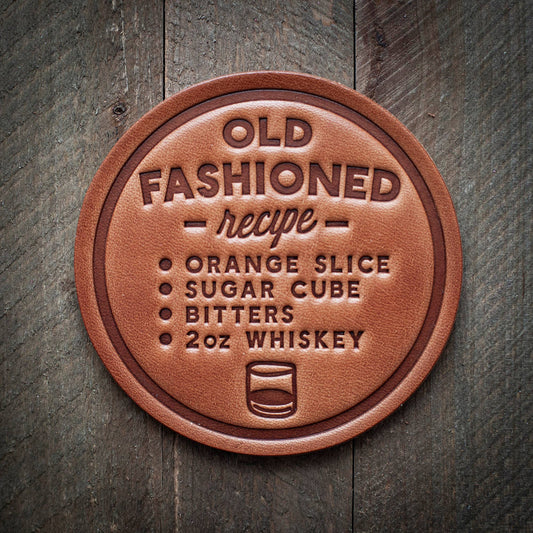 OLD
FASHIONED
- recipe -
• ORANGE SLICE
• SUGAR CUBE
• BITTERS
• 2oz WHISKEY